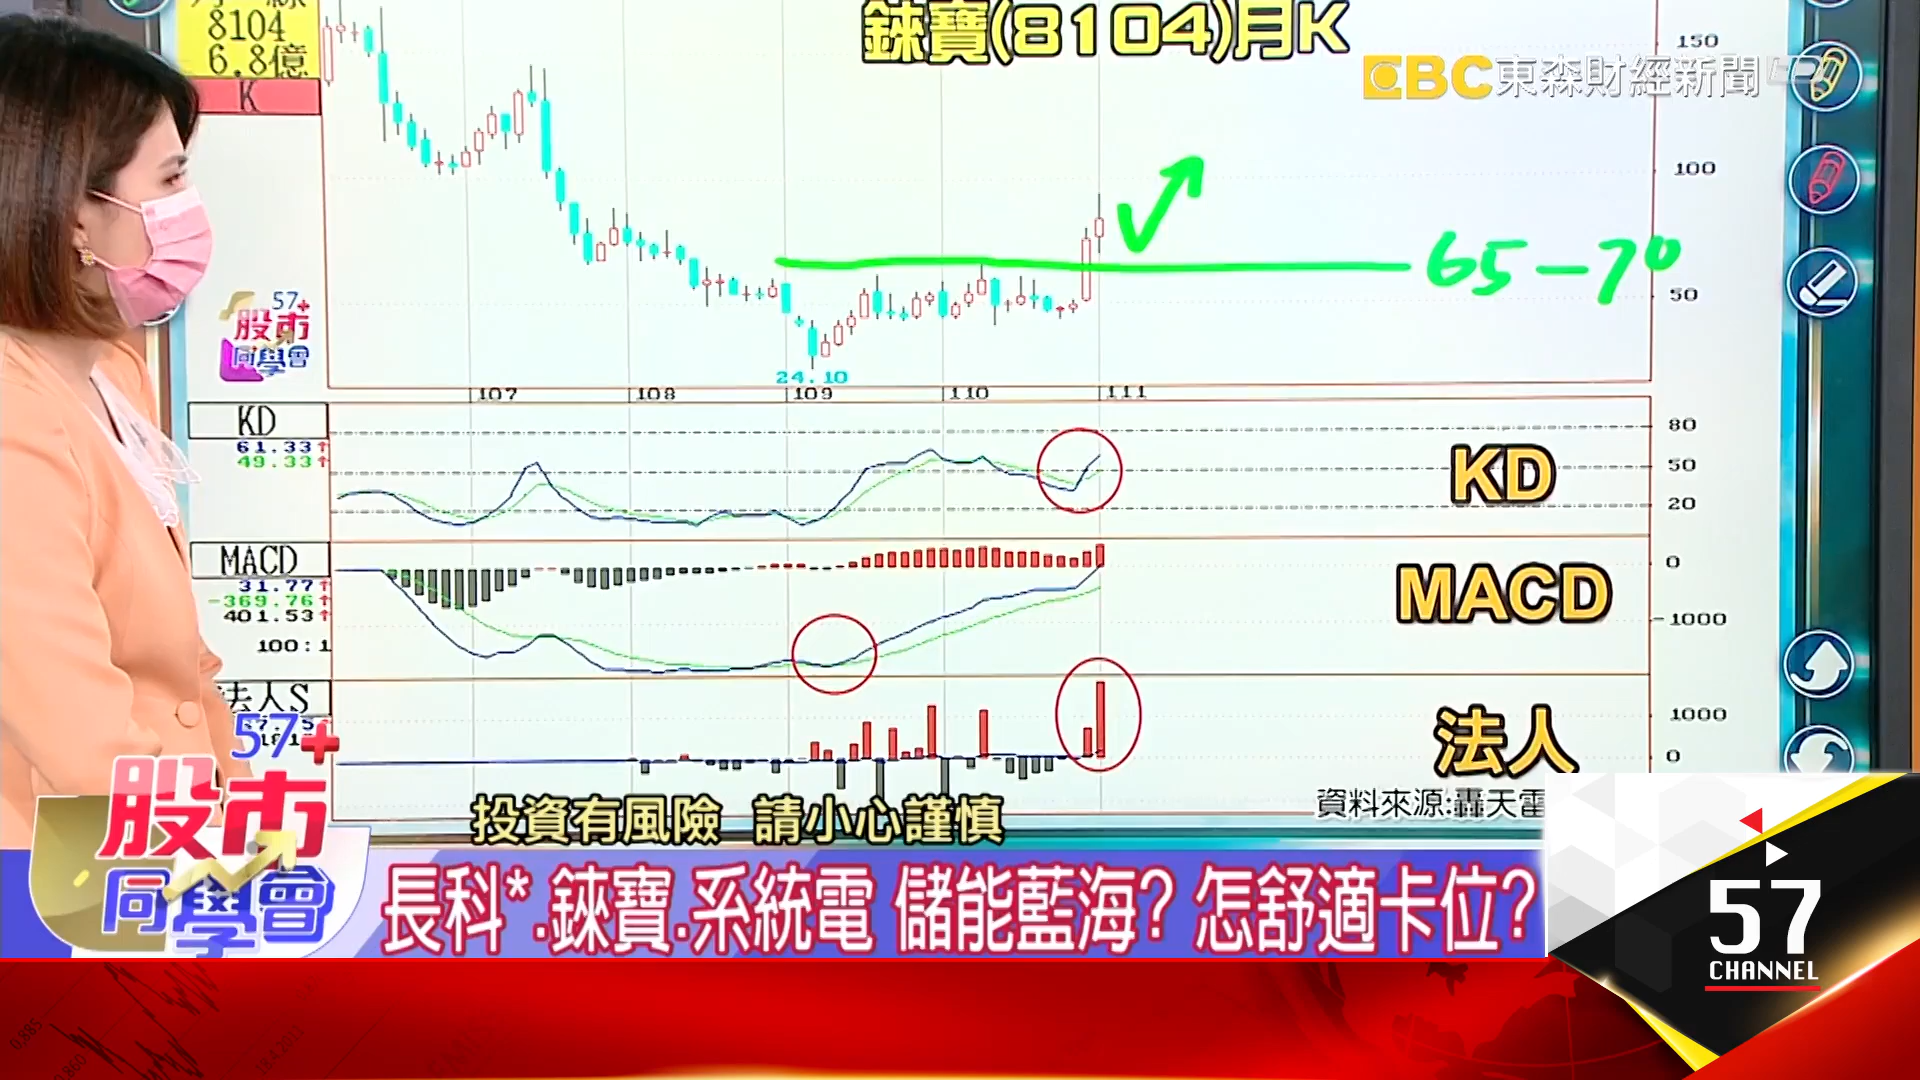 8104
6.8億
K
錸寶(8104)月K
EBC 東森財經新聞
150
100
65-70
50
57+
股市
同學會
24.10
107 108 109 110 111
KD
61.33↑
49.33↑
80
50
20
KD
MACD
31.77↑
-369.76↑
401.53↑
100:1
0
-1000
MACD
法人S
1000
0
法人
57+
股市
同學會
投資有風險 請小心謹慎
資料來源:轟天雷
長科*.錸寶.系統電 儲能藍海? 怎舒適卡位?
57
CHANNEL